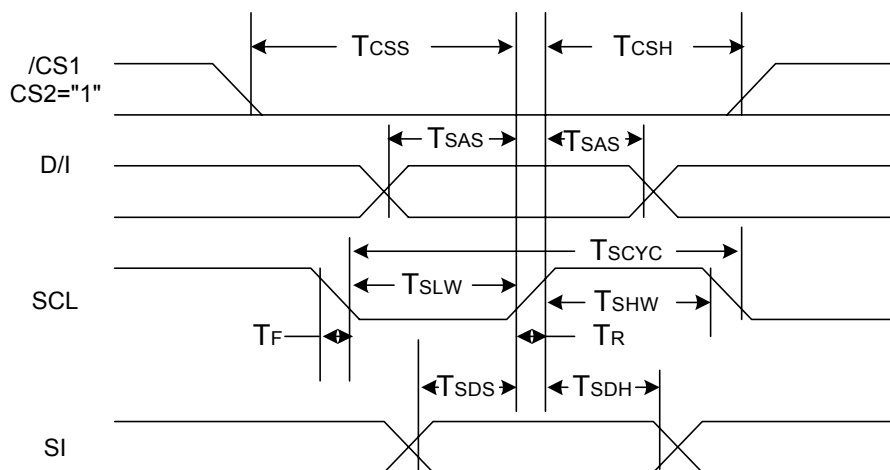 TCSS TCSH
/CS1
CS2="1"
TSAS TSAS
D/I
TSCYC
TSLW
SCL TSHW
TF TR
TSDS TSDH
SI